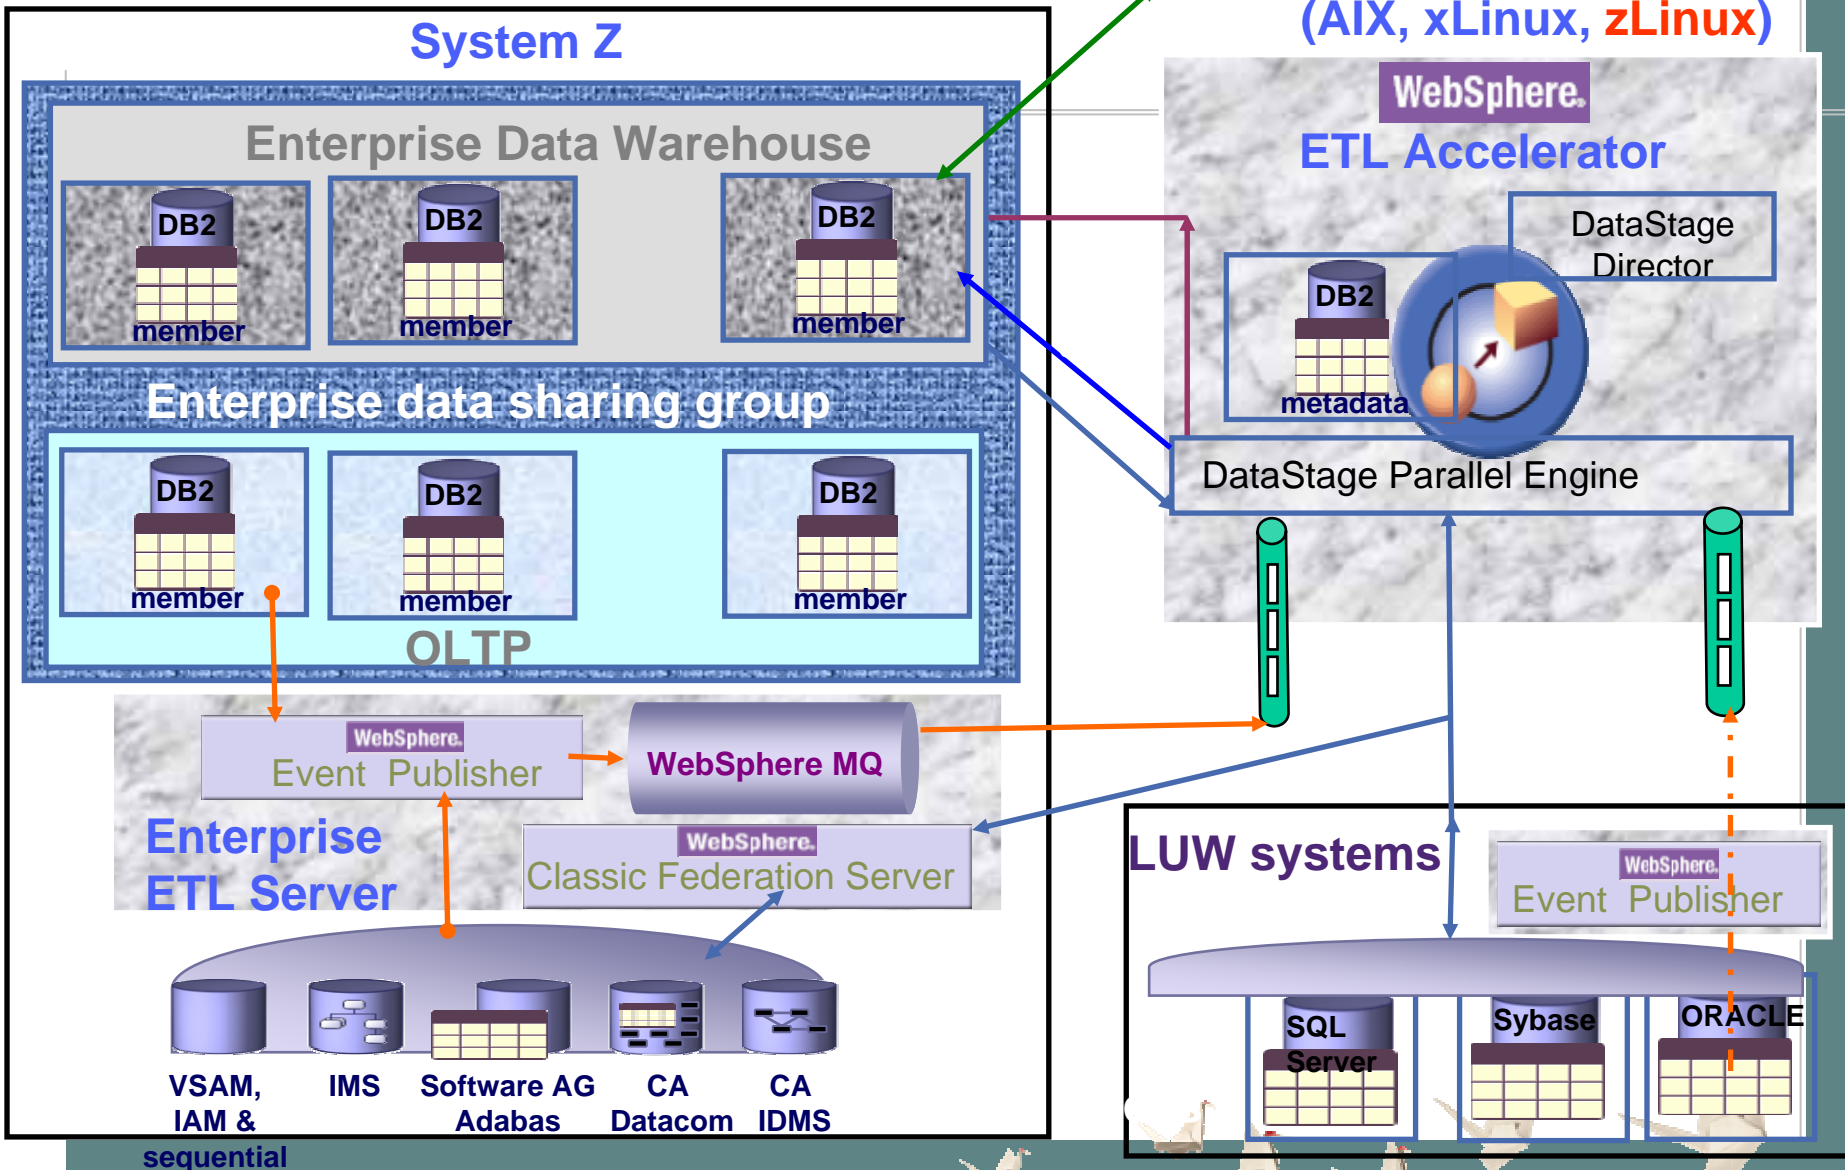 System Z
(AIX, xLinux, zLinux)
Enterprise Data Warehouse
DB2
member
DB2
member
DB2
member
Enterprise data sharing group
DB2
member
DB2
member
DB2
member
OLTP
WebSphere.
ETL Accelerator
DataStage
Director
DB2
metadata
DataStage Parallel Engine
WebSphere.
Event Publisher
WebSphere MQ
Enterprise
ETL Server
WebSphere.
Classic Federation Server
VSAM,
IAM &
sequential
IMS
Software AG
Adabas
CA
Datacom
CA
IDMS
LUW systems
WebSphere.
Event Publisher
SQL
Server
Sybase
ORACLE